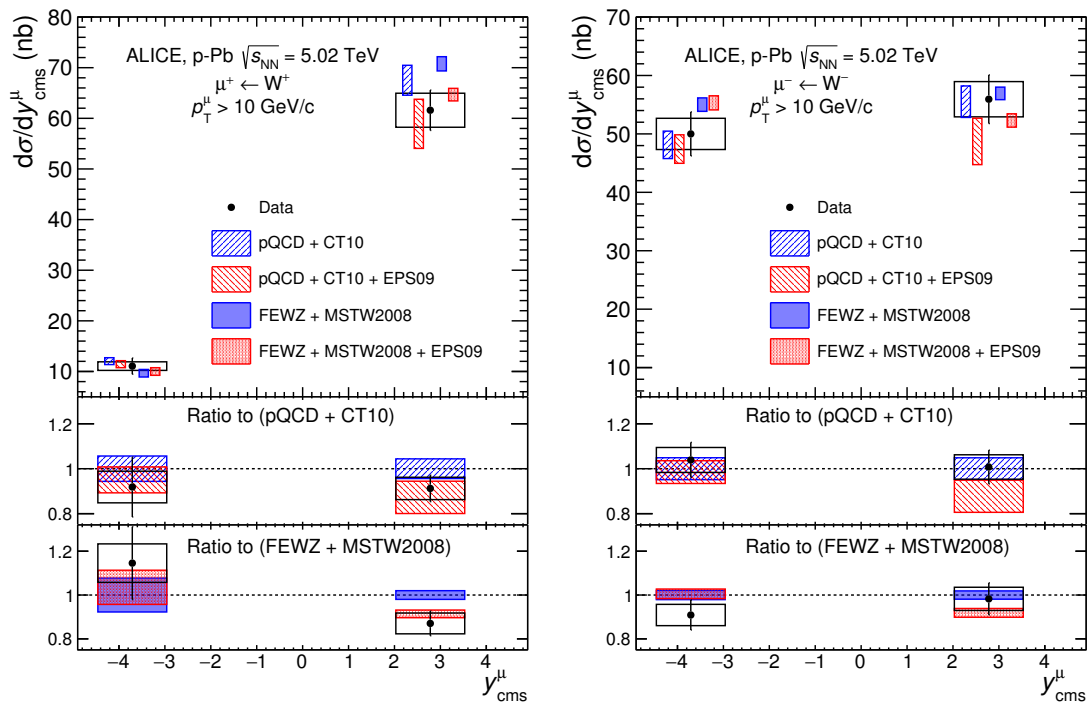 dσ/dy^μ_cms (nb)
80
70
60
50
40
30
20
10
ALICE, p-Pb √s_NN = 5.02 TeV
μ⁺ ← W⁺
p_T^μ > 10 GeV/c
Data
pQCD + CT10
pQCD + CT10 + EPS09
FEWZ + MSTW2008
FEWZ + MSTW2008 + EPS09
Ratio to (pQCD + CT10)
1.2
1
0.8
Ratio to (FEWZ + MSTW2008)
1.2
1
0.8
−4 −3 −2 −1 0 1 2 3 4
y^μ_cms
dσ/dy^μ_cms (nb)
70
60
50
40
30
20
10
ALICE, p-Pb √s_NN = 5.02 TeV
μ⁻ ← W⁻
p_T^μ > 10 GeV/c
Data
pQCD + CT10
pQCD + CT10 + EPS09
FEWZ + MSTW2008
FEWZ + MSTW2008 + EPS09
Ratio to (pQCD + CT10)
1.2
1
0.8
Ratio to (FEWZ + MSTW2008)
1.2
1
0.8
−4 −3 −2 −1 0 1 2 3 4
y^μ_cms